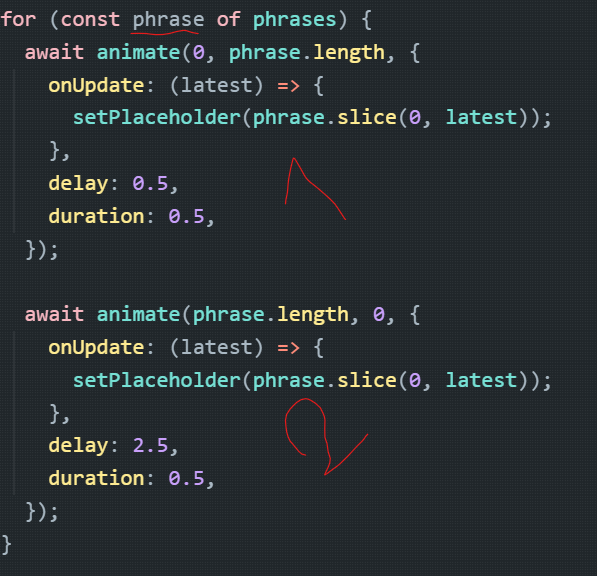 for (const phrase of phrases) {
  await animate(0, phrase.length, {
    onUpdate: (latest) => {
      setPlaceholder(phrase.slice(0, latest));
    },
    delay: 0.5,
    duration: 0.5,
  });

  await animate(phrase.length, 0, {
    onUpdate: (latest) => {
      setPlaceholder(phrase.slice(0, latest));
    },
    delay: 2.5,
    duration: 0.5,
  });
}